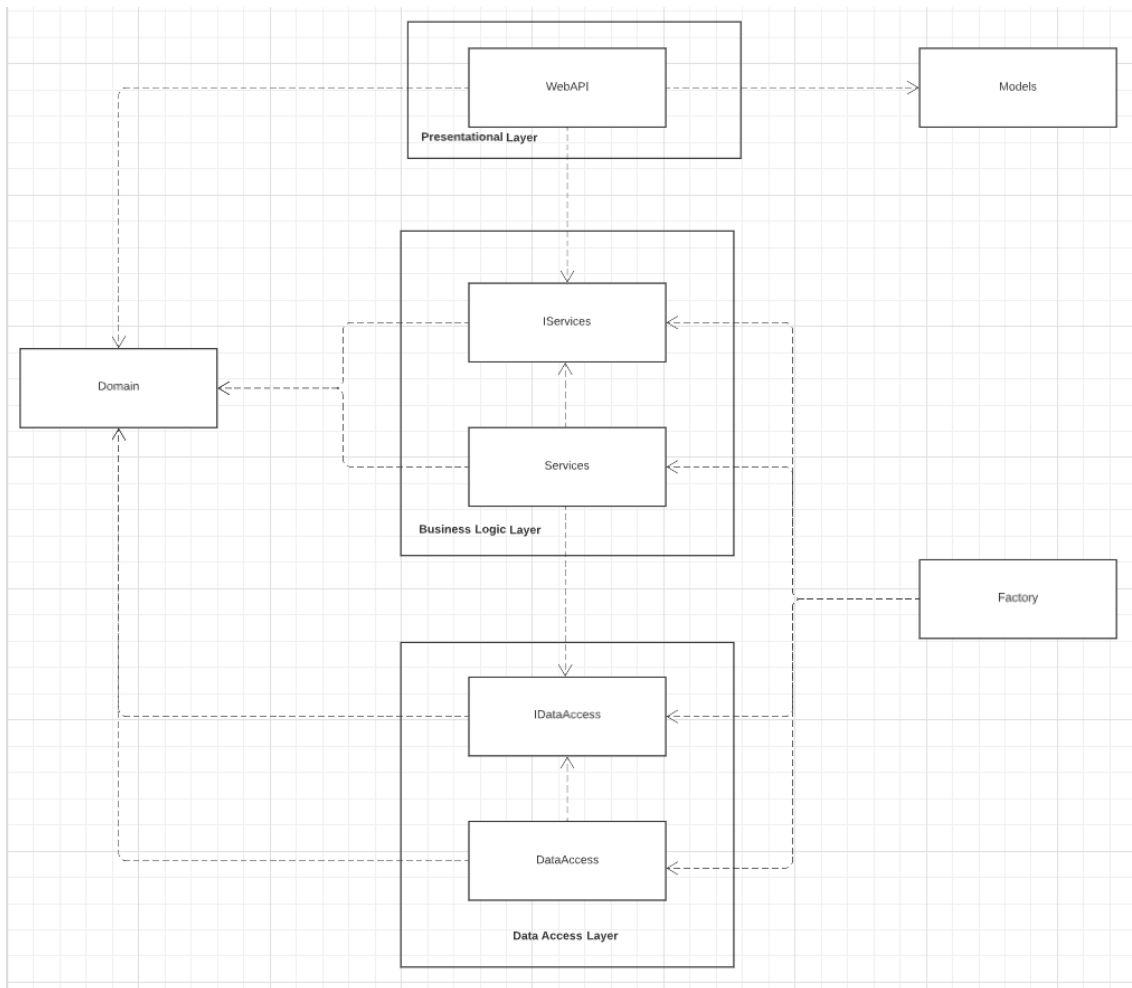 WebAPI
Models
Presentational Layer
IServices
Domain
Services
Business Logic Layer
Factory
IDataAccess
DataAccess
Data Access Layer